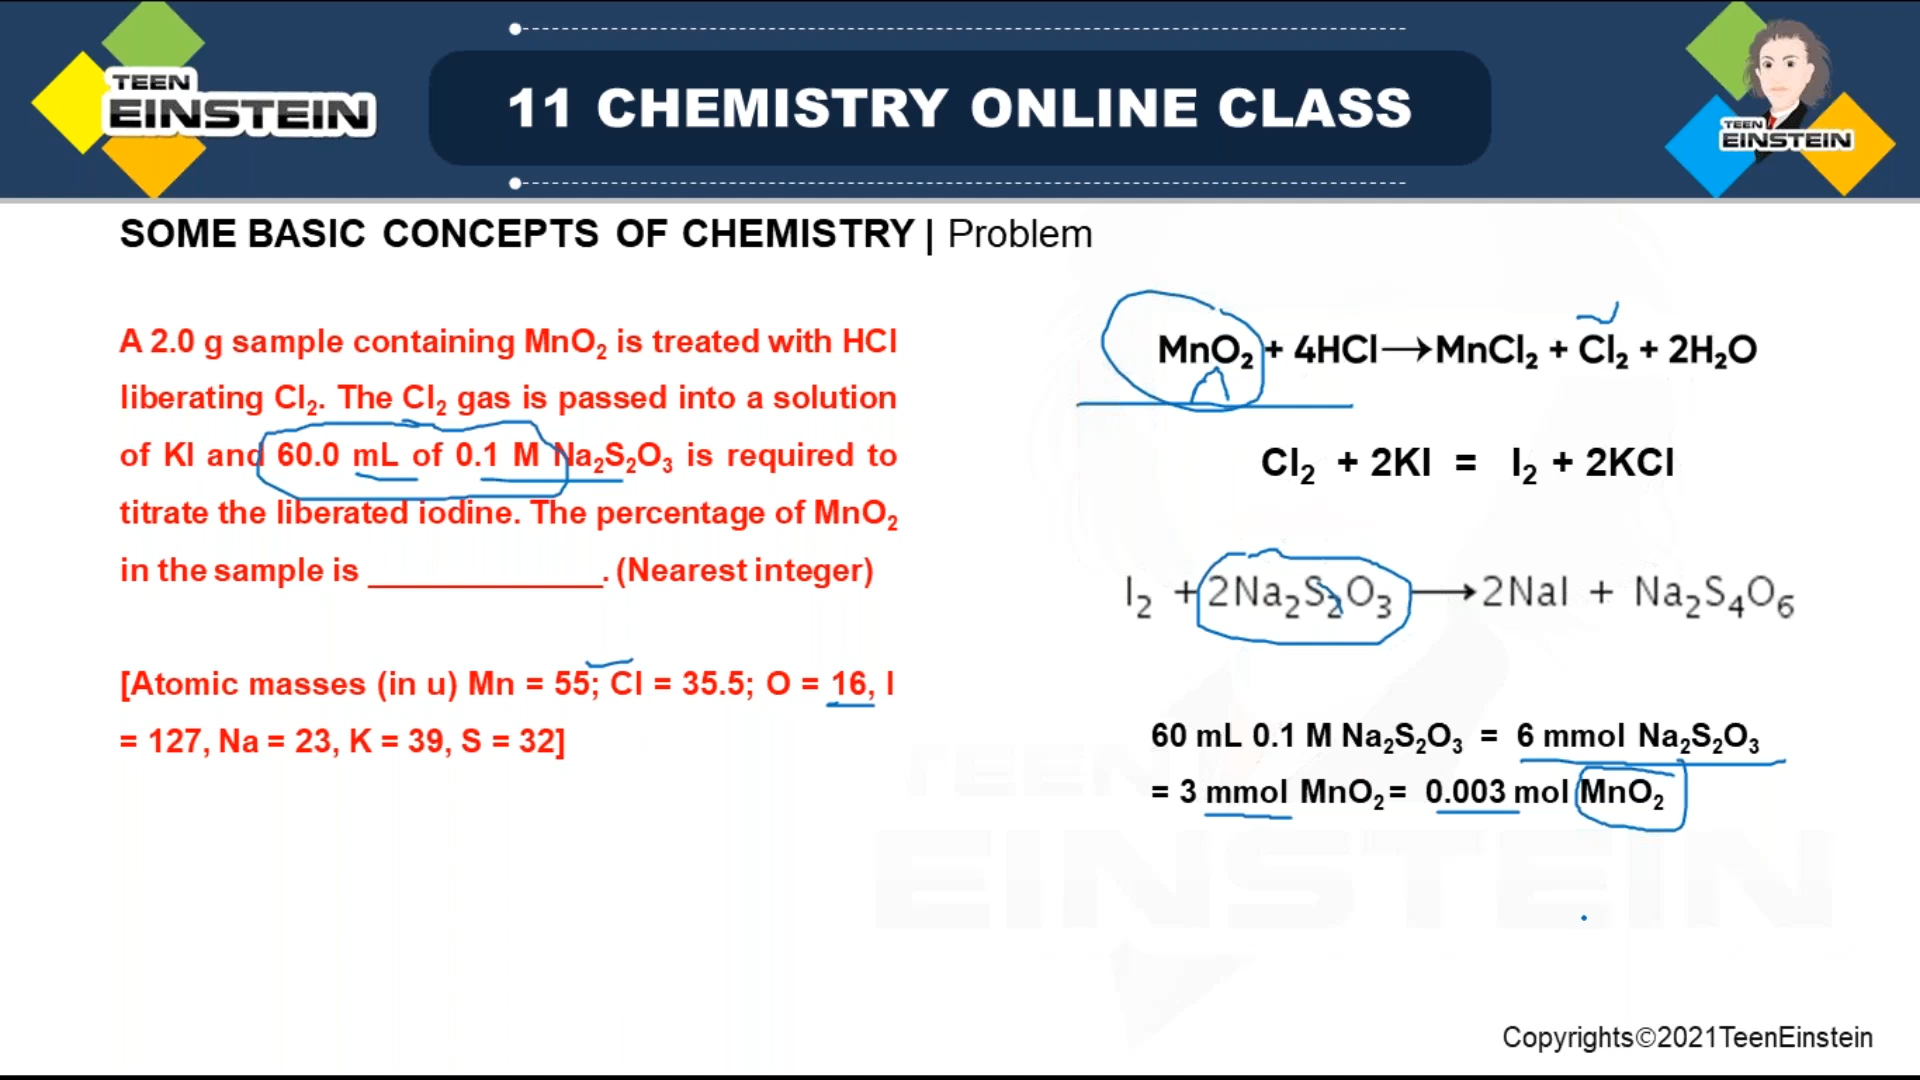 TEEN
EINSTEIN
11 CHEMISTRY ONLINE CLASS
TEEN
EINSTEIN
SOME BASIC CONCEPTS OF CHEMISTRY | Problem
A 2.0 g sample containing MnO₂ is treated with HCl
liberating Cl₂. The Cl₂ gas is passed into a solution
of KI and 60.0 mL of 0.1 M Na₂S₂O₃ is required to
titrate the liberated iodine. The percentage of MnO₂
in the sample is _____________. (Nearest integer)
[Atomic masses (in u) Mn = 55; Cl = 35.5; O = 16, I
= 127, Na = 23, K = 39, S = 32]
MnO₂ + 4HCl⟶MnCl₂ + Cl₂ + 2H₂O
Cl₂ + 2KI = I₂ + 2KCl
I₂ + 2Na₂S₂O₃ ⟶ 2NaI + Na₂S₄O₆
60 mL 0.1 M Na₂S₂O₃ = 6 mmol Na₂S₂O₃
= 3 mmol MnO₂ = 0.003 mol MnO₂
TEEN
EINSTEIN
Copyrights©2021TeenEinstein